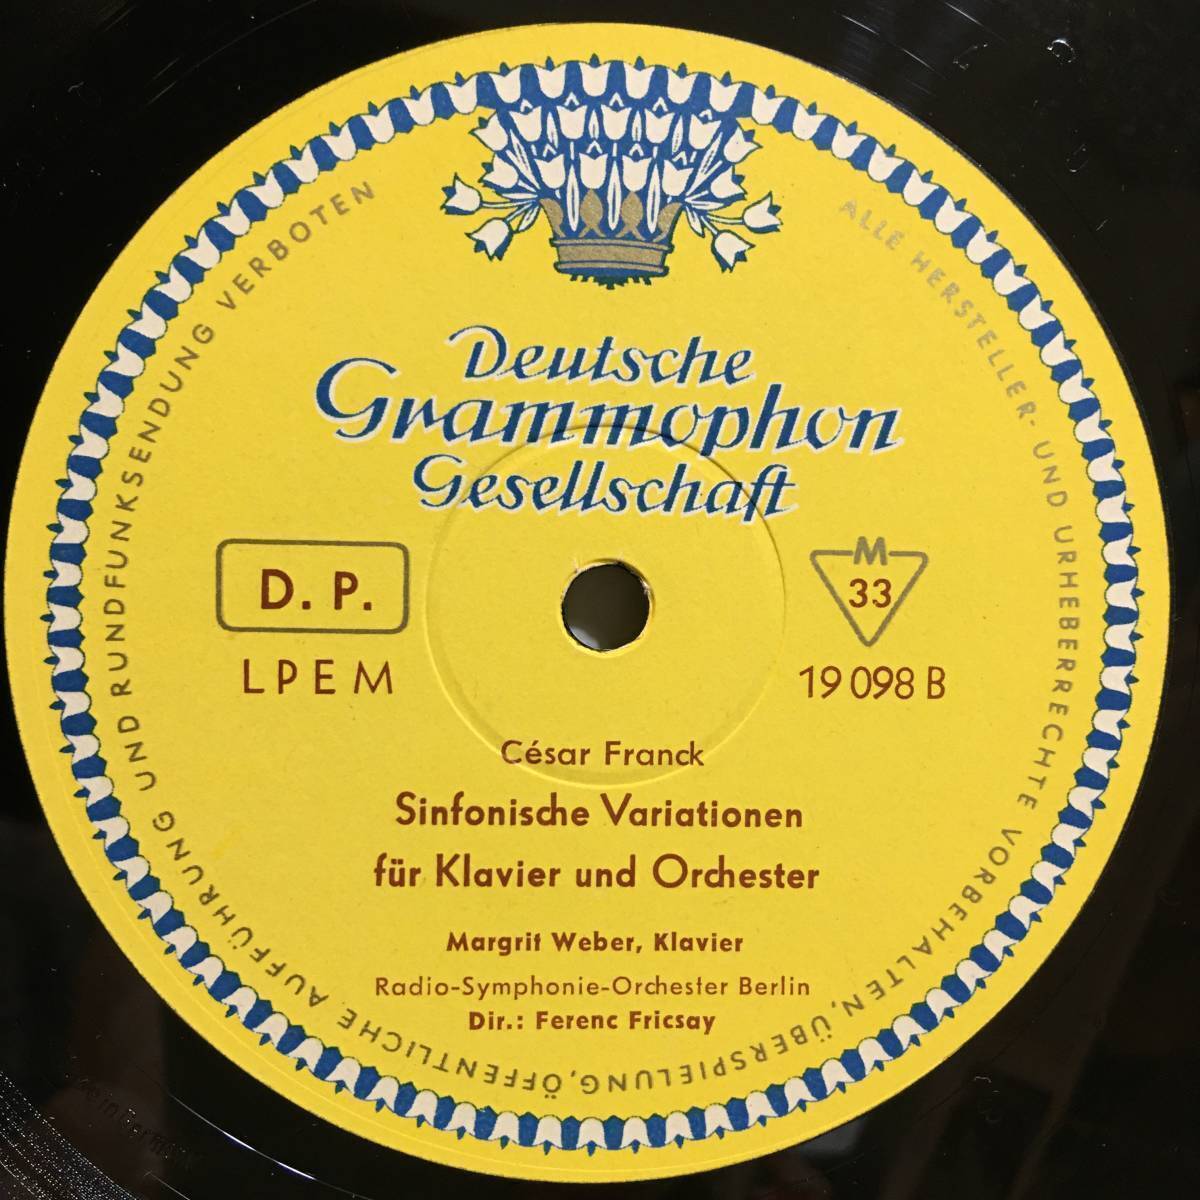 Deutsche
Grammophon
Gesellschaft
D. P.
LPEM
M
33
19 098 B
César Franck
Sinfonische Variationen
für Klavier und Orchester
Margrit Weber, Klavier
Radio-Symphonie-Orchester Berlin
Dir.: Ferenc Fricsay
ALLE HERSTELLER- UND URHEBERRECHTE VORBEHALTEN, ÜBERSPIELUNG, ÖFFENTLICHE AUFFÜHRUNG UND RUNDFUNKSENDUNG VERBOTEN